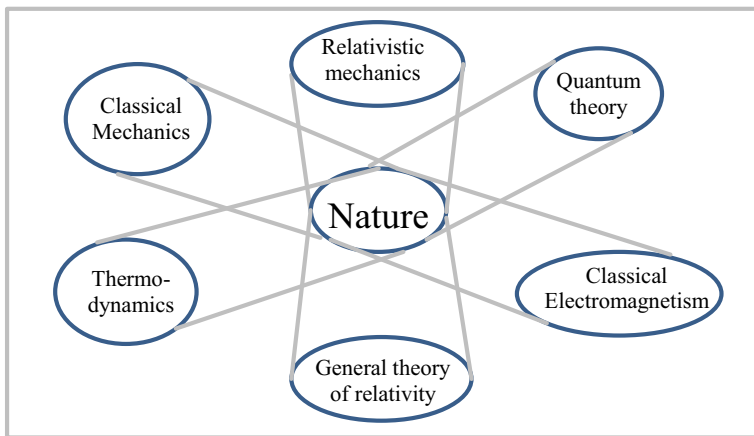 Relativistic
mechanics
Quantum
theory
Classical
Mechanics
Nature
Thermo-
dynamics
Classical
Electromagnetism
General theory
of relativity